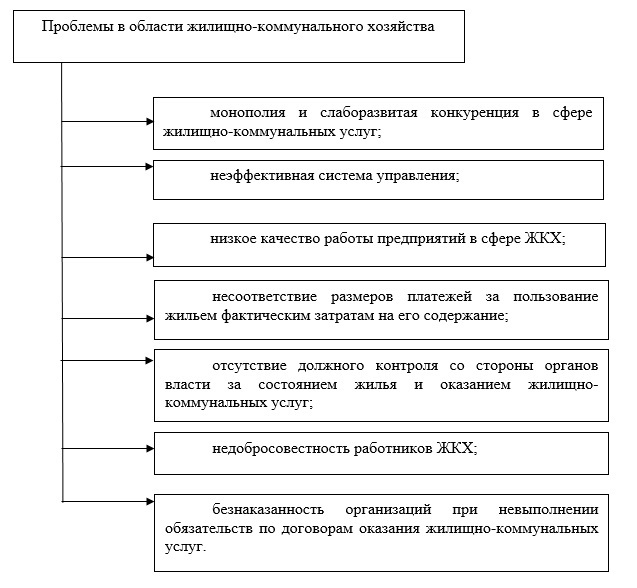 Проблемы в области жилищно-коммунального хозяйства
монополия и слаборазвитая конкуренция в сфере
жилищно-коммунальных услуг;
неэффективная система управления;
низкое качество работы предприятий в сфере ЖКХ;
несоответствие размеров платежей за пользование
жильем фактическим затратам на его содержание;
отсутствие должного контроля со стороны органов
власти за состоянием жилья и оказанием жилищно-
коммунальных услуг;
недобросовестность работников ЖКХ;
безнаказанность организаций при невыполнении
обязательств по договорам оказания жилищно-коммунальных
услуг.